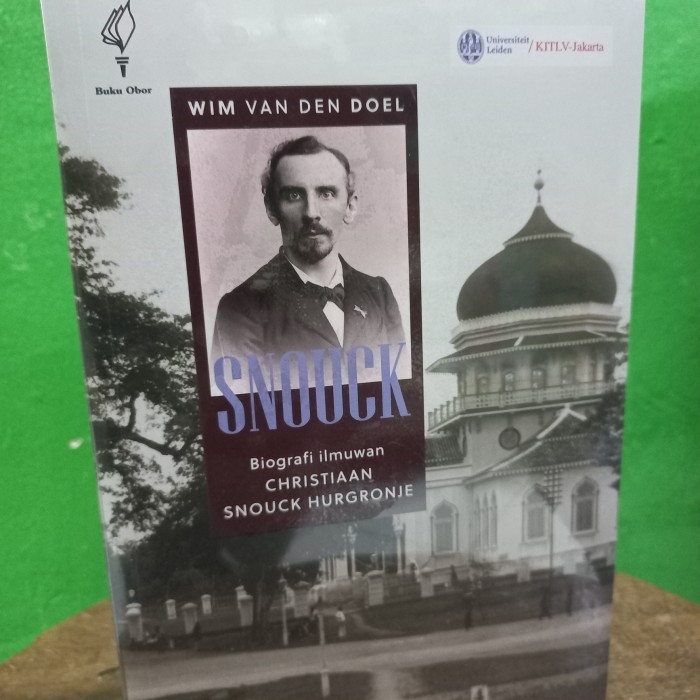 Buku Obor
Universiteit
Leiden / KITLV-Jakarta
WIM VAN DEN DOEL
SNOUCK
Biografi ilmuwan
CHRISTIAAN
SNOUCK HURGRONJE